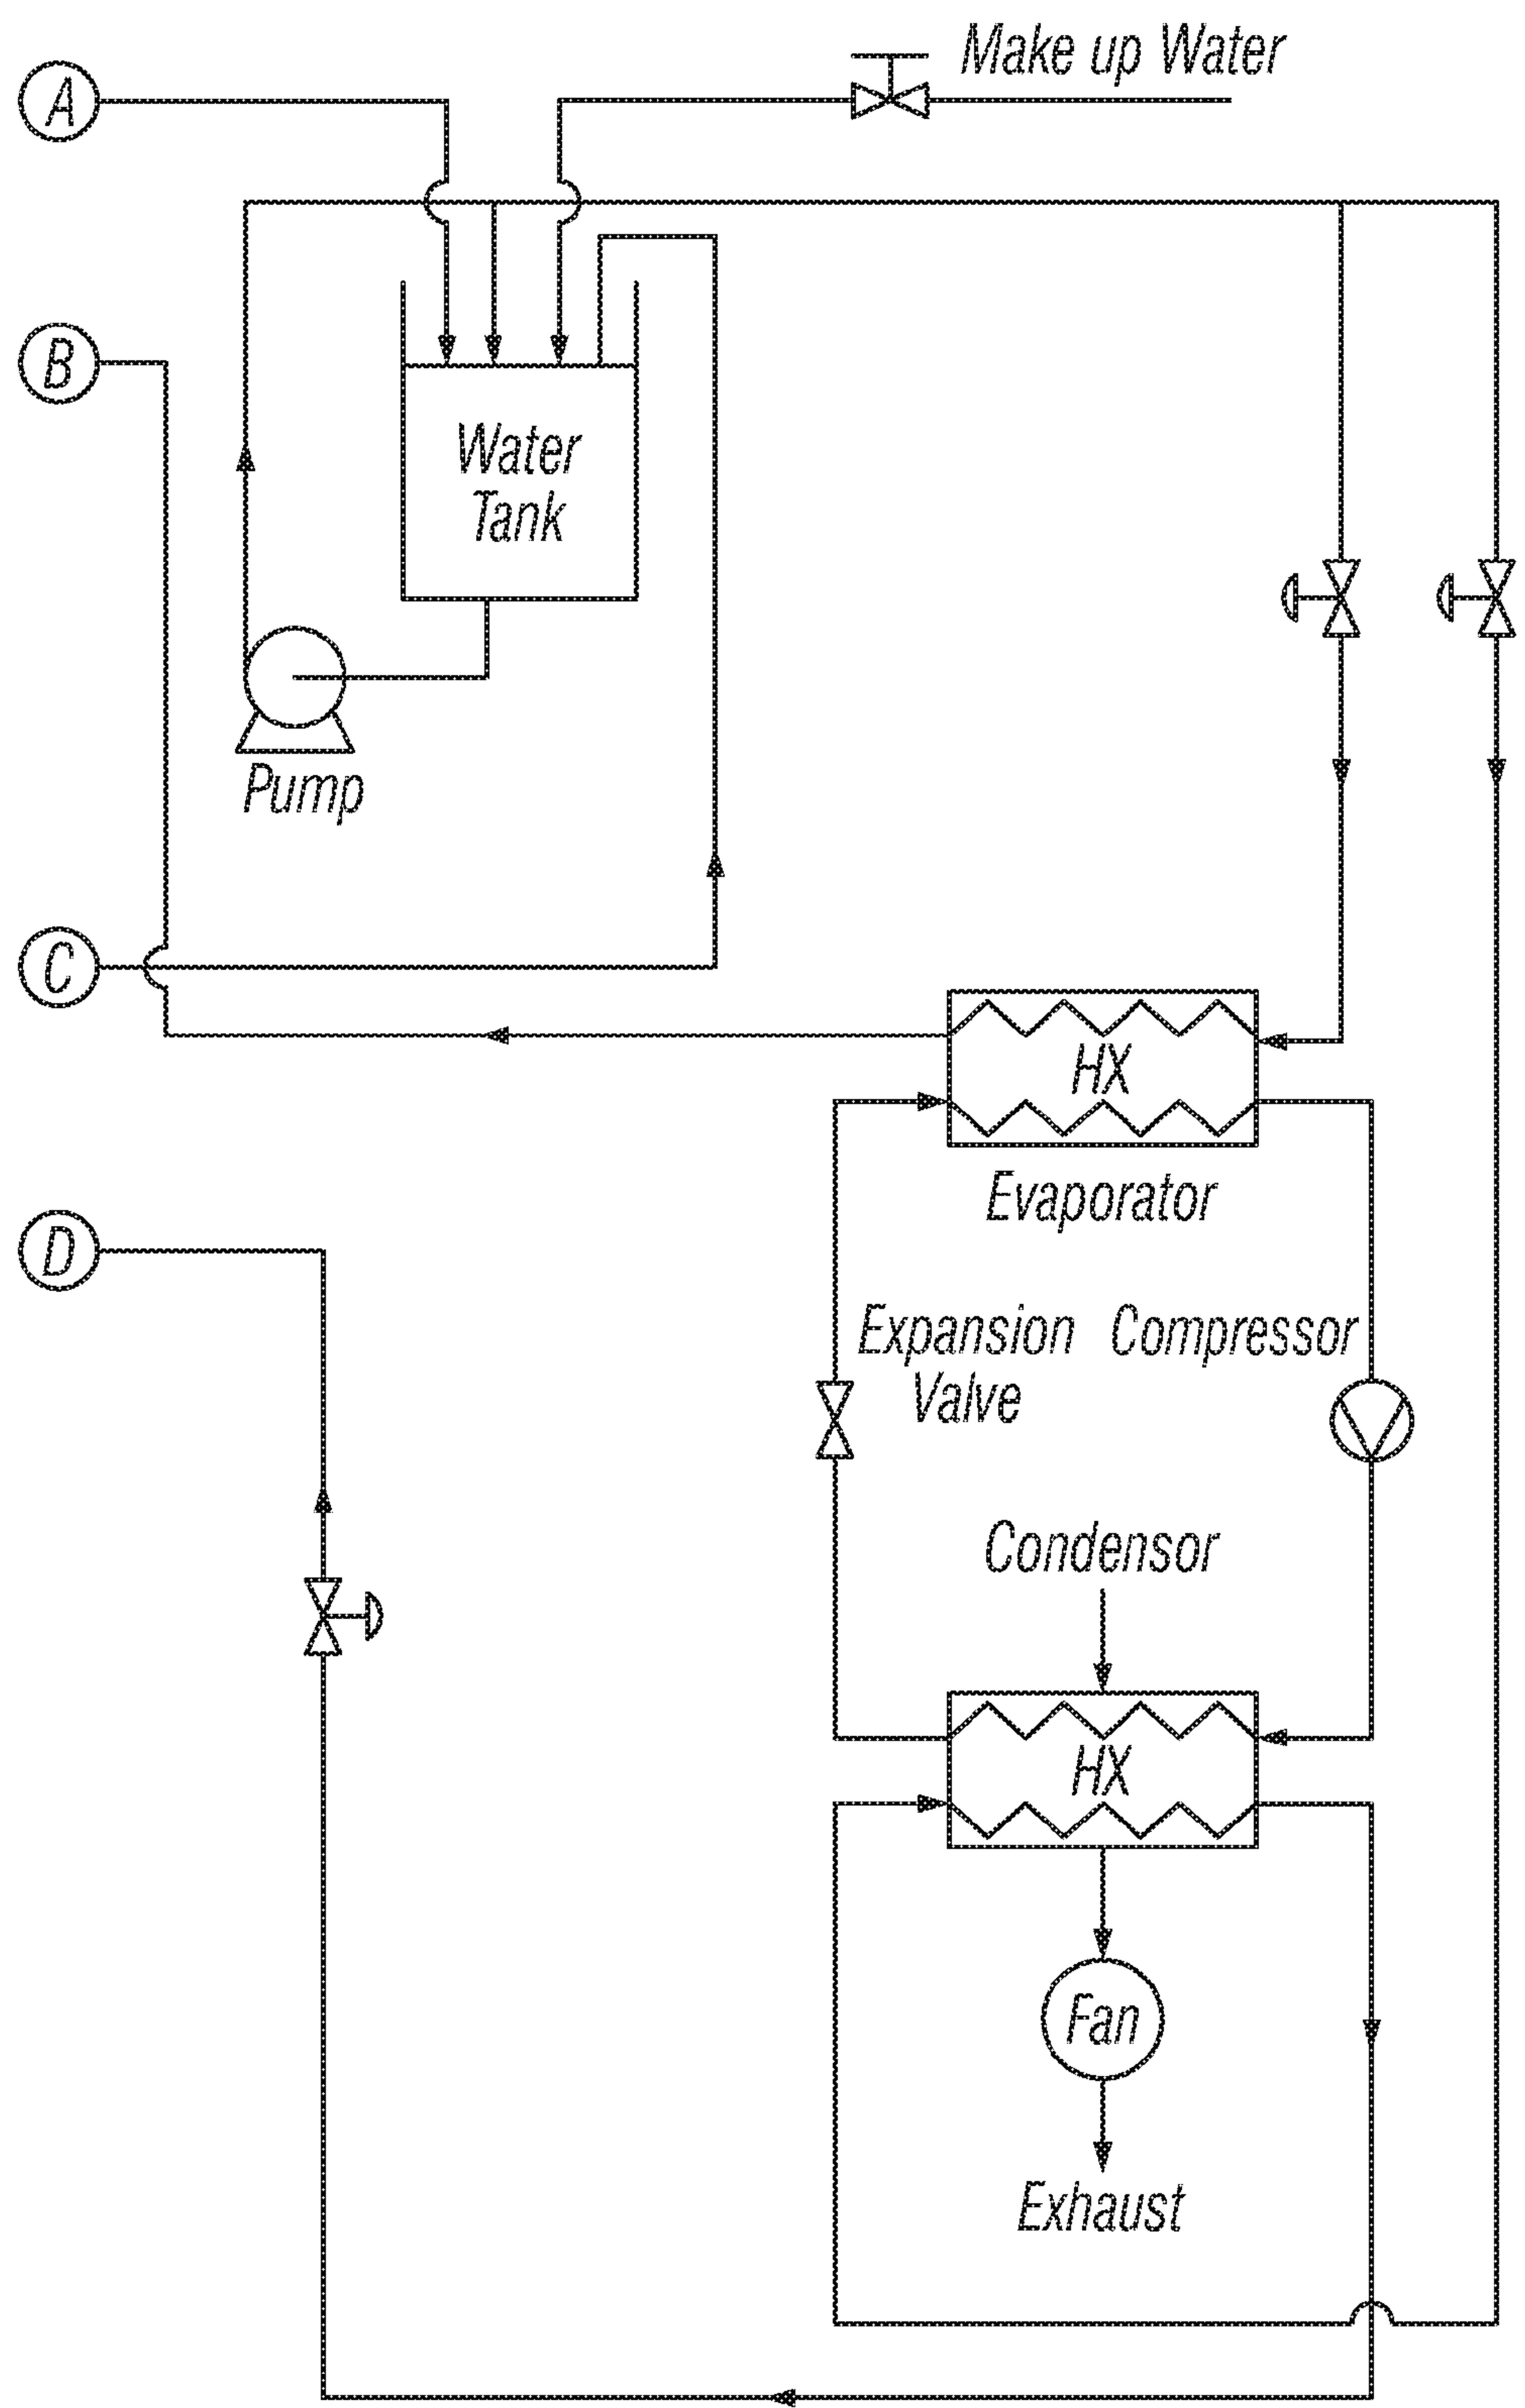 Make up Water
A
B
Water
Tank
Pump
C
HX
Evaporator
D
Expansion Compressor
Valve
Condensor
HX
Fan
Exhaust